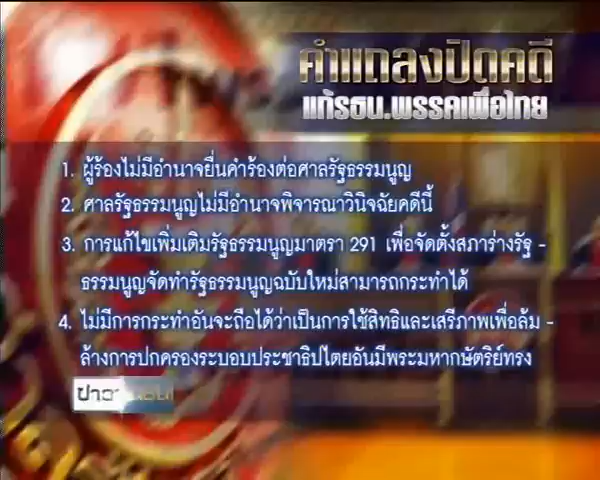 คำแถลงปิดคดี
แก้รธน.พรรคเพื่อไทย
1. ผู้ร้องไม่มีอำนาจยื่นคำร้องต่อศาลรัฐธรรมนูญ
2. ศาลรัฐธรรมนูญไม่มีอำนาจพิจารณาวินิจฉัยคดีนี้
3. การแก้ไขเพิ่มเติมรัฐธรรมนูญมาตรา 291 เพื่อจัดตั้งสภาร่างรัฐ -
ธรรมนูญจัดทำรัฐธรรมนูญฉบับใหม่สามารถกระทำได้
4. ไม่มีการกระทำอันจะถือได้ว่าเป็นการใช้สิทธิและเสรีภาพเพื่อล้ม -
ล้างการปกครองระบอบประชาธิปไตยอันมีพระมหากษัตริย์ทรง